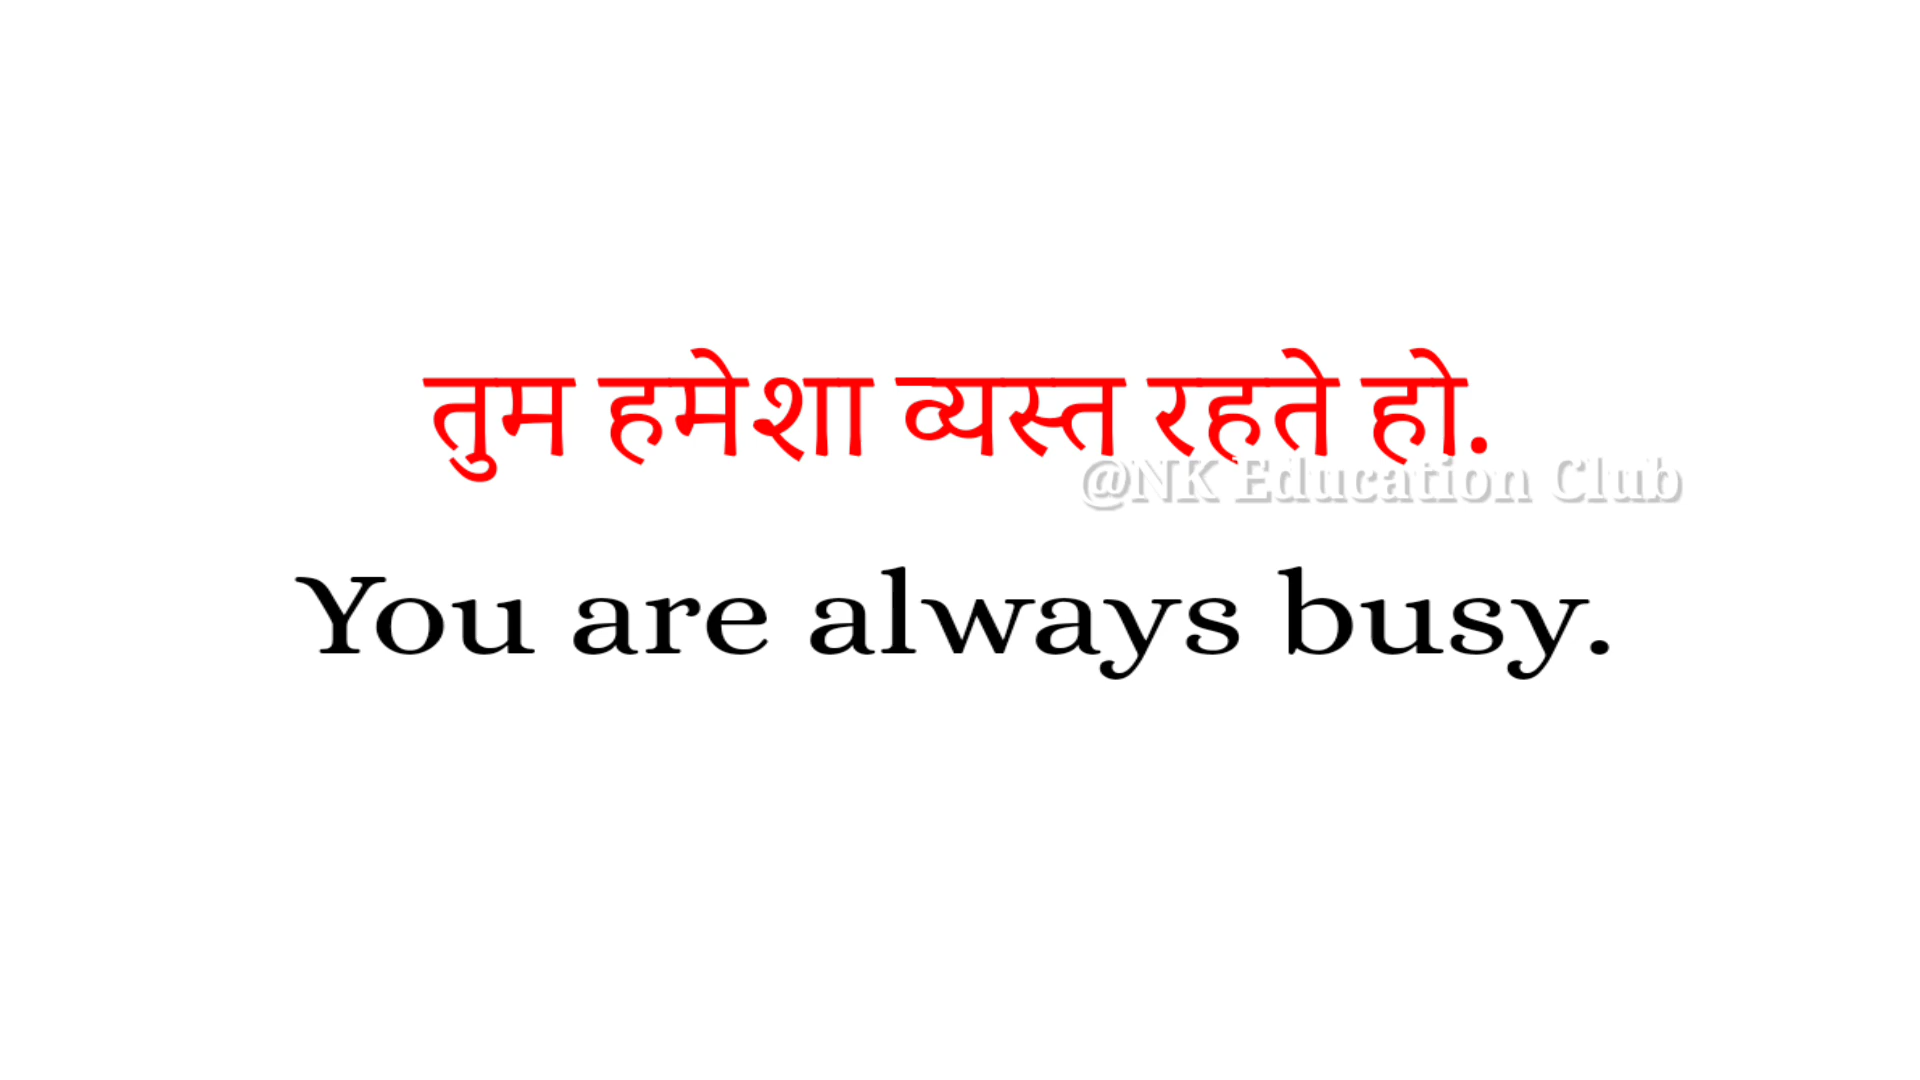 तुम हमेशा व्यस्त रहते हो.
@NK Education Club
You are always busy.